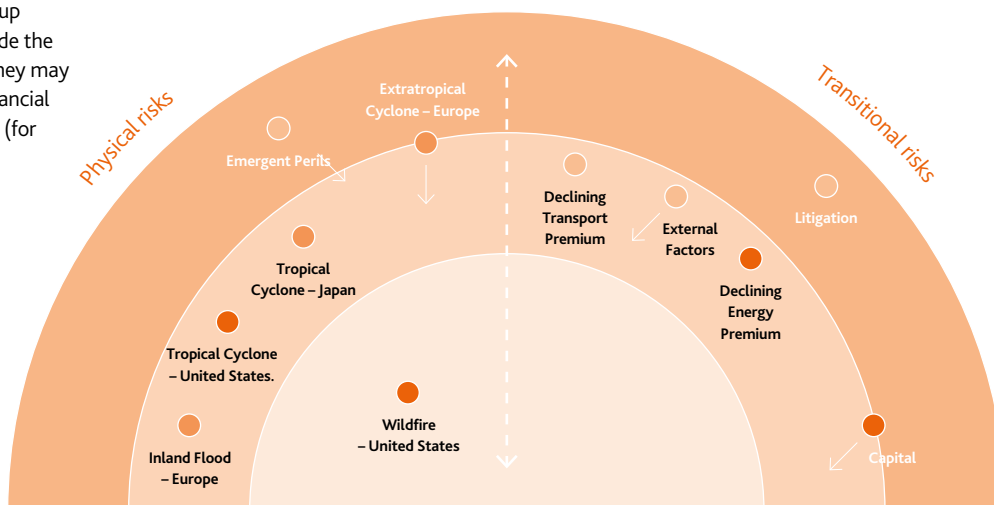 up
de the
hey may
ancial
(for
Physical risks
Transitional risks
Extratropical
Cyclone – Europe
Emergent Perils
Tropical
Cyclone – Japan
Tropical Cyclone
– United States.
Inland Flood
– Europe
Wildfire
– United States
Declining
Transport
Premium
External
Factors
Declining
Energy
Premium
Litigation
Capital